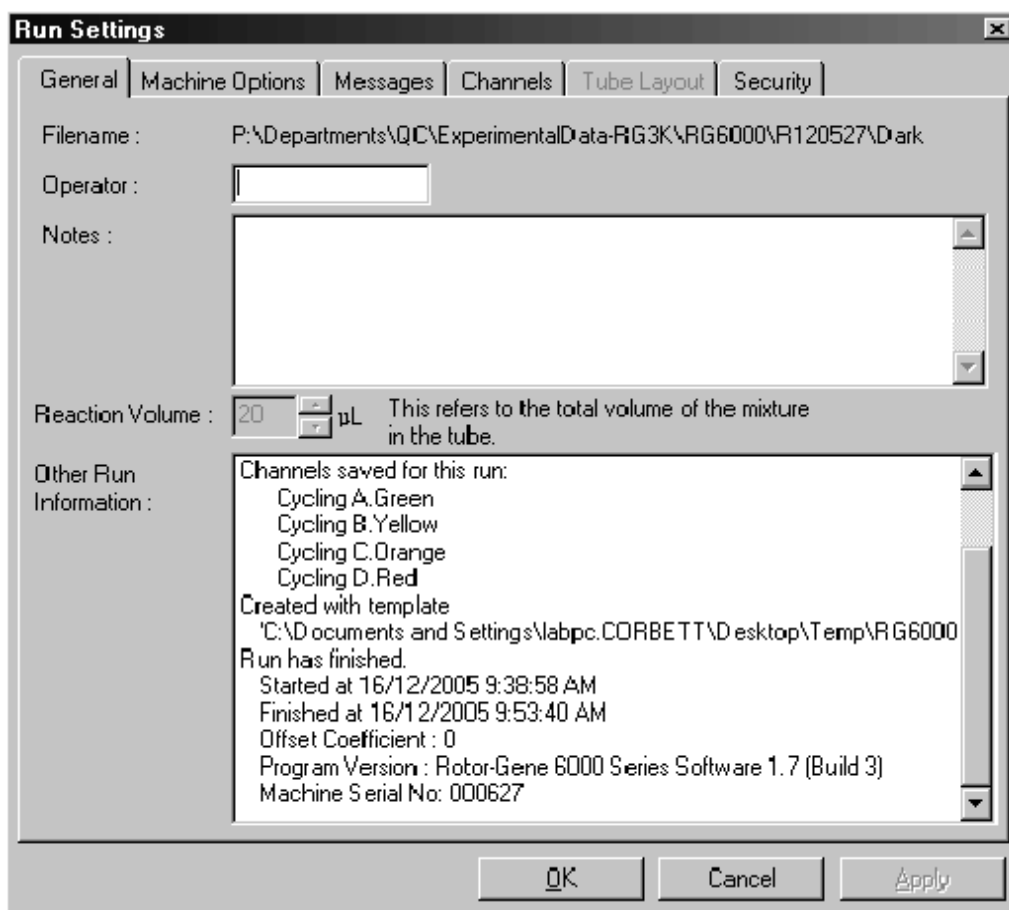 Run Settings
General Machine Options Messages Channels Tube Layout Security
Filename : P:\Departments\QC\ExperimentalData-RG3K\RG6000\R120527\Dark
Operator :
Notes :
Reaction Volume : 20 µL This refers to the total volume of the mixture
in the tube.
Other Run
Information :
Channels saved for this run:
Cycling A.Green
Cycling B.Yellow
Cycling C.Orange
Cycling D.Red
Created with template
'C:\Documents and Settings\labpc.CORBETT\Desktop\Temp\RG6000
Run has finished.
Started at 16/12/2005 9:38:58 AM
Finished at 16/12/2005 9:53:40 AM
Offset Coefficient : 0
Program Version : Rotor-Gene 6000 Series Software 1.7 (Build 3)
Machine Serial No: 000627
OK Cancel Apply